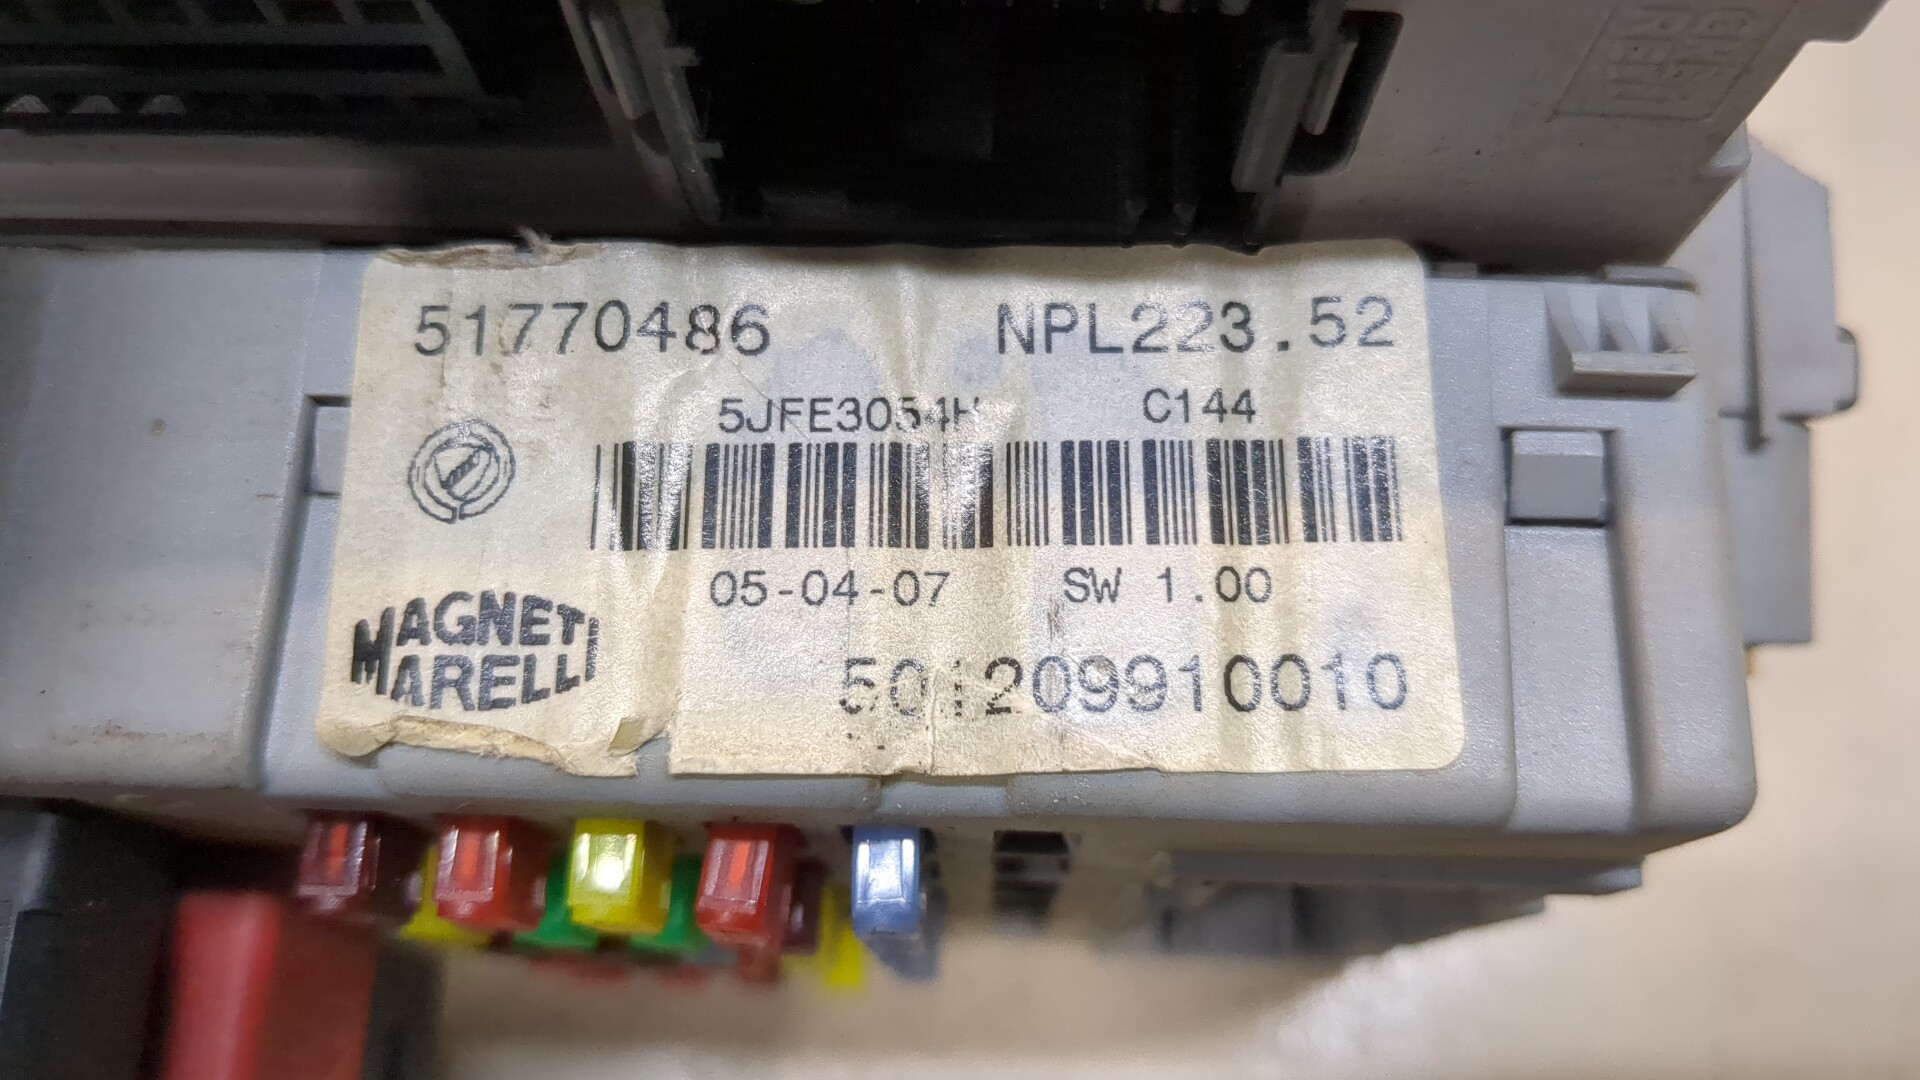 51770486 NPL223.52
5JFE3054H C144
05-04-07 SW 1.00
MAGNETI
MARELLI
501209910010